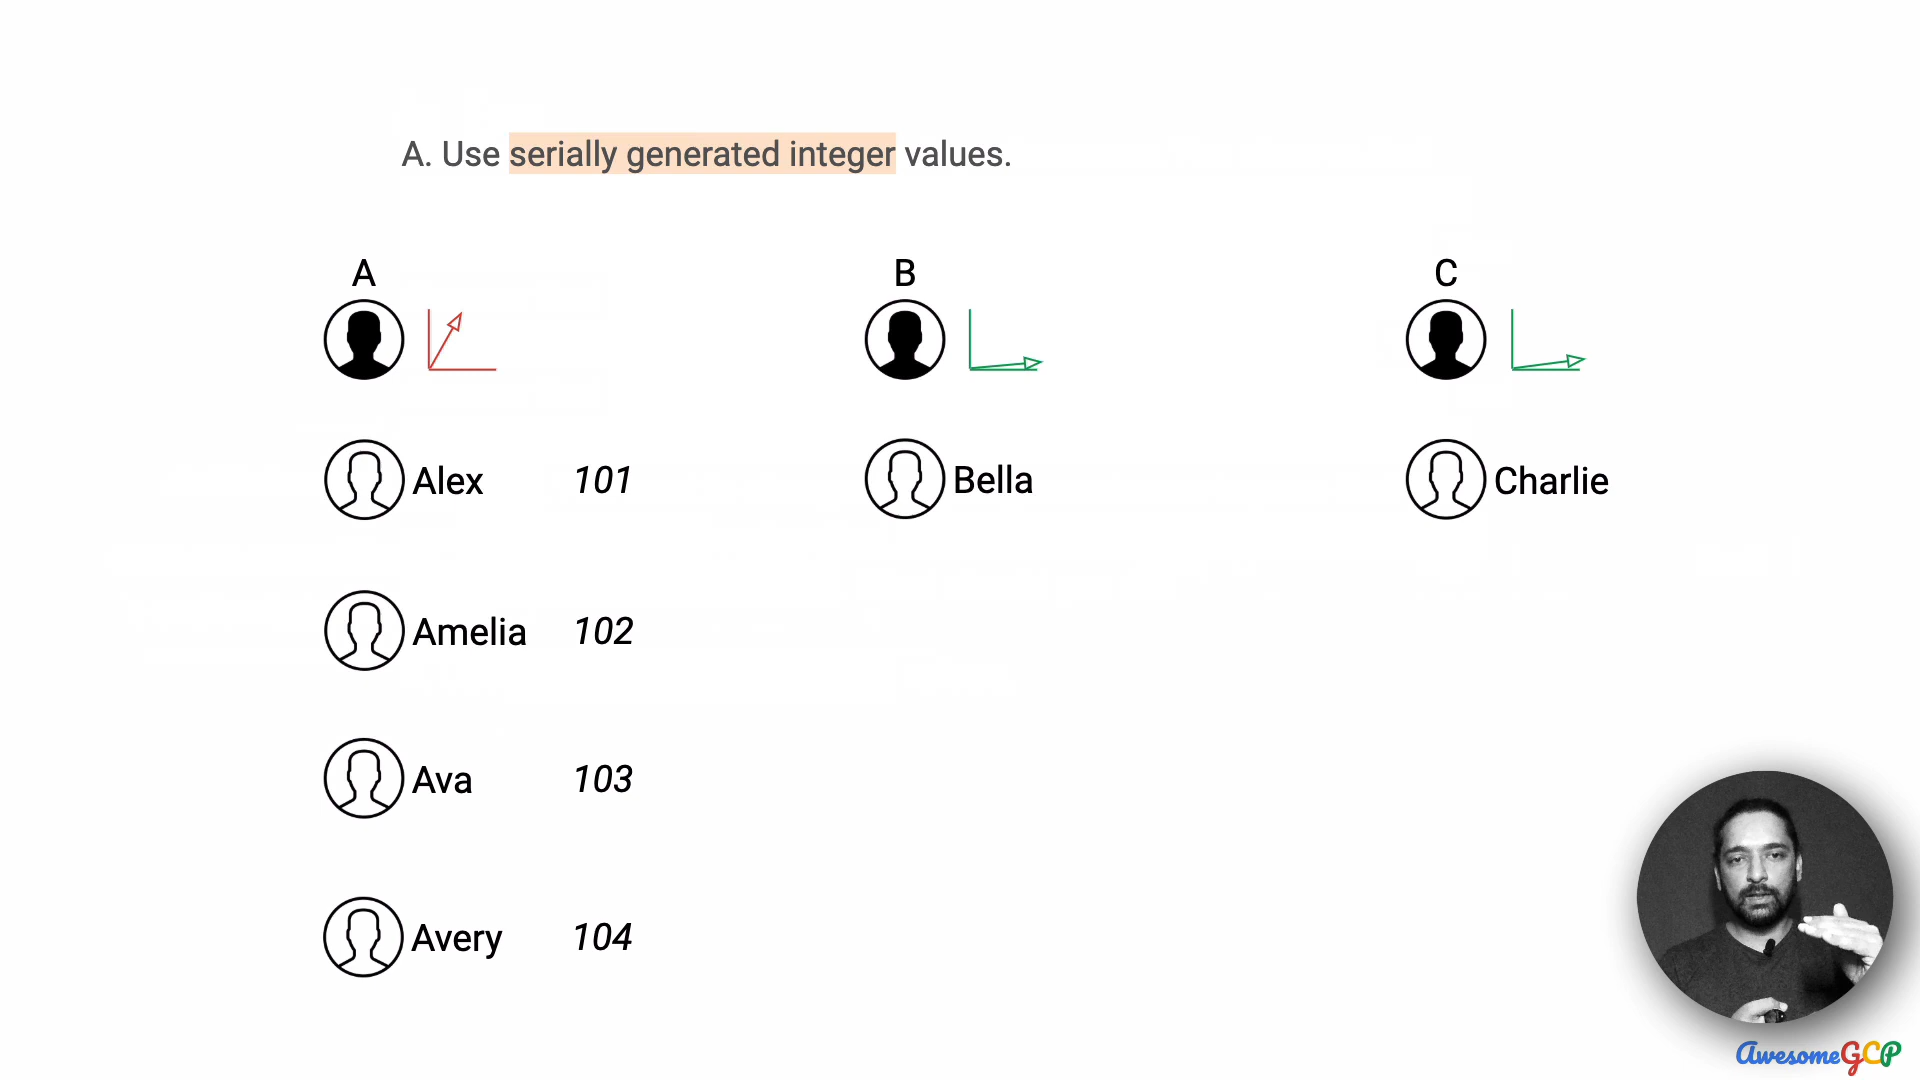 A. Use serially generated integer values.
A
B
C
Alex 101
Bella
Charlie
Amelia 102
Ava 103
Avery 104
AwesomeGCP